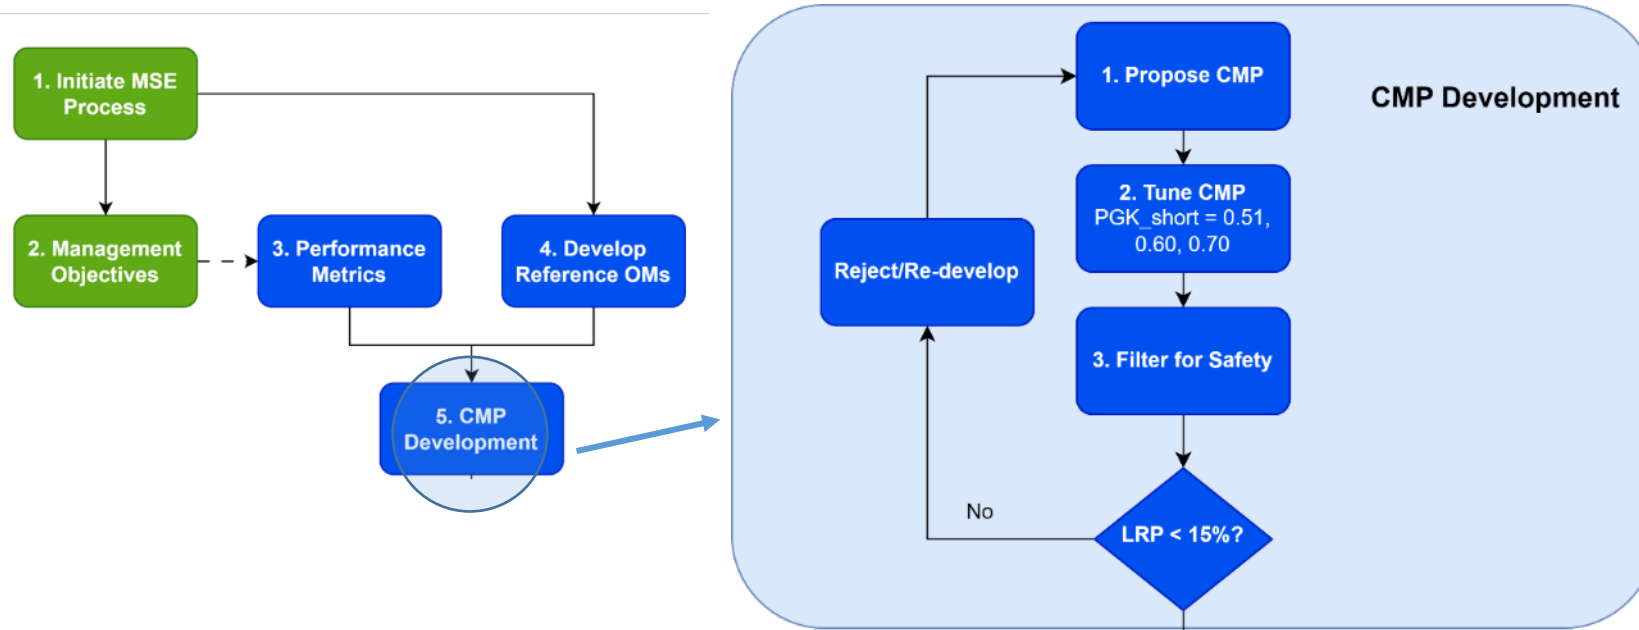 1. Initiate MSE
Process
2. Management
Objectives
3. Performance
Metrics
4. Develop
Reference OMs
5. CMP
Development
CMP Development
1. Propose CMP
2. Tune CMP
PGK_short = 0.51,
0.60, 0.70
Reject/Re-develop
3. Filter for Safety
No
LRP < 15%?